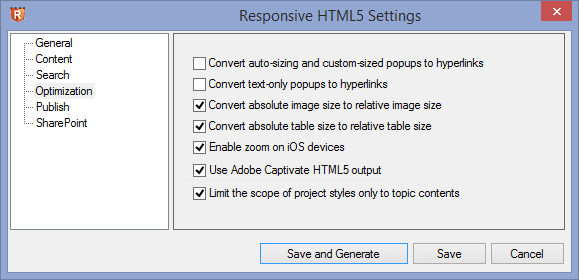 Responsive HTML5 Settings
General
Content
Search
Optimization
Publish
SharePoint
Convert auto-sizing and custom-sized popups to hyperlinks
Convert text-only popups to hyperlinks
Convert absolute image size to relative image size
Convert absolute table size to relative table size
Enable zoom on iOS devices
Use Adobe Captivate HTML5 output
Limit the scope of project styles only to topic contents
Save and Generate
Save
Cancel